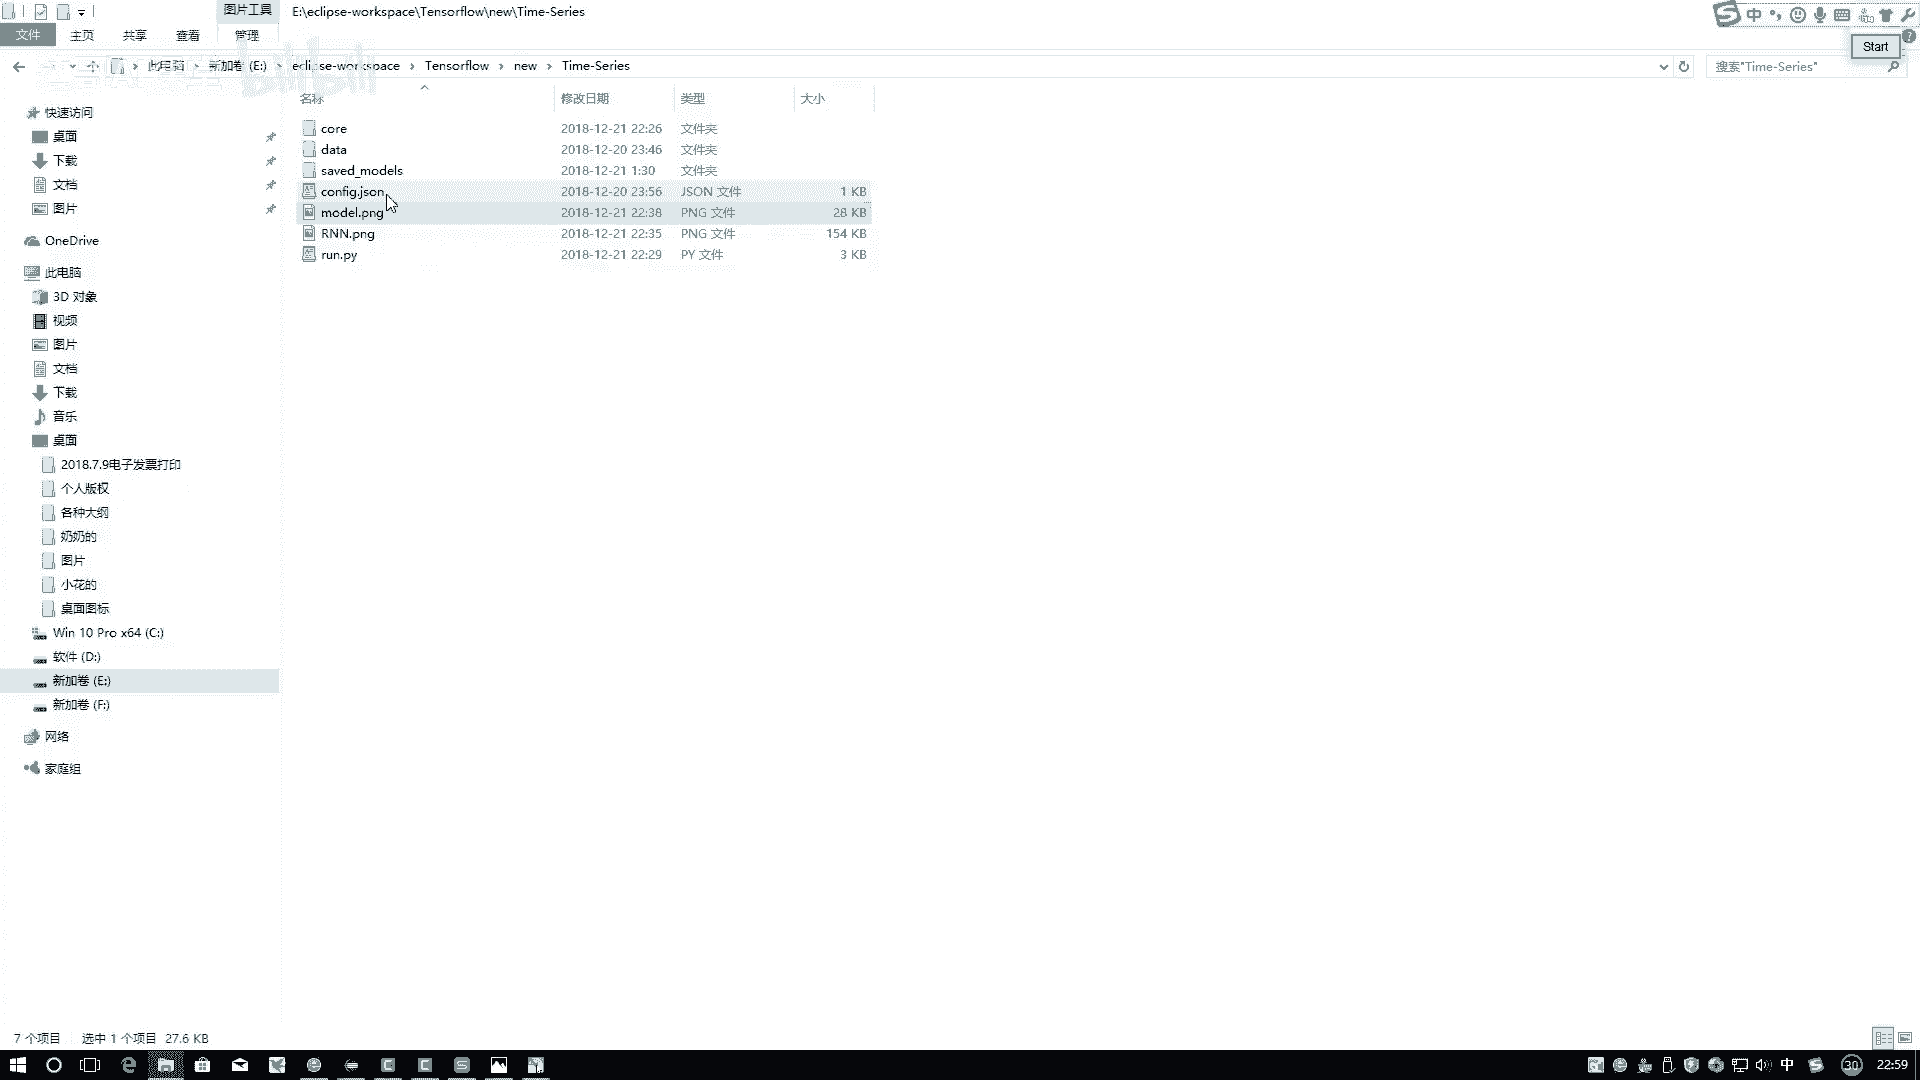 图片工具 E:\eclipse-workspace\Tensorflow\new\Time-Series
中
文件 主页 共享 查看 管理
Start
此电脑 新加卷 (E:) eclipse-workspace Tensorflow new Time-Series
搜索"Time-Series"
名称 修改日期 类型 大小
core 2018-12-21 22:26 文件夹
data 2018-12-20 23:46 文件夹
saved_models 2018-12-21 1:30 文件夹
config.json 2018-12-20 23:56 JSON 文件 1 KB
model.png 2018-12-21 22:38 PNG 文件 28 KB
RNN.png 2018-12-21 22:35 PNG 文件 154 KB
run.py 2018-12-21 22:29 PY 文件 3 KB
快速访问
桌面
下载
文档
图片
OneDrive
此电脑
3D 对象
视频
图片
文档
下载
音乐
桌面
2018.7.9电子发票打印
个人版权
各种大纲
奶奶的
图片
小花的
桌面图标
Win 10 Pro x64 (C:)
软件 (D:)
新加卷 (E:)
新加卷 (F:)
网络
家庭组
7 个项目 选中 1 个项目 27.6 KB
中 30 22:59